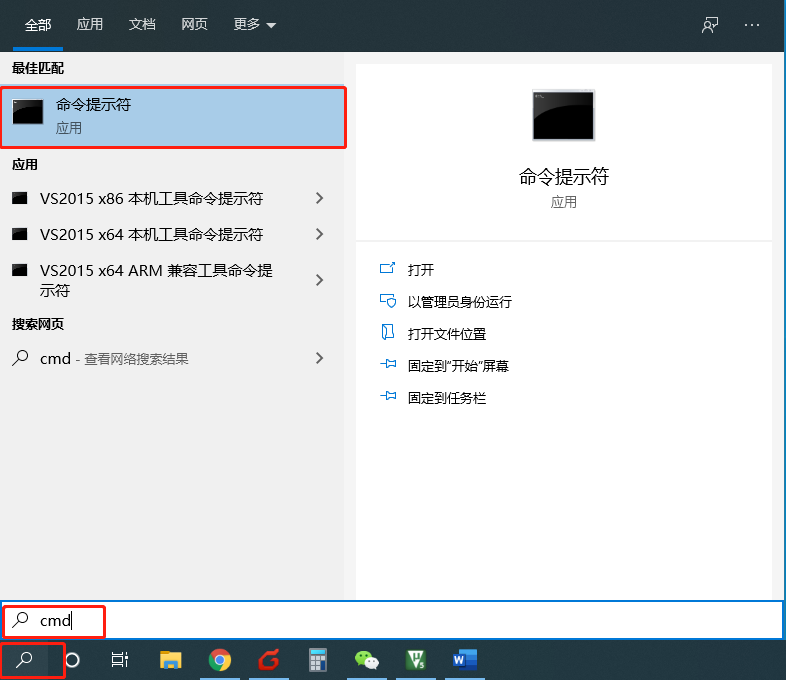 全部 应用 文档 网页 更多
最佳匹配
命令提示符
应用
应用
VS2015 x86 本机工具命令提示符
VS2015 x64 本机工具命令提示符
VS2015 x64 ARM 兼容工具命令提
示符
搜索网页
cmd - 查看网络搜索结果
命令提示符
应用
打开
以管理员身份运行
打开文件位置
固定到"开始"屏幕
固定到任务栏
cmd